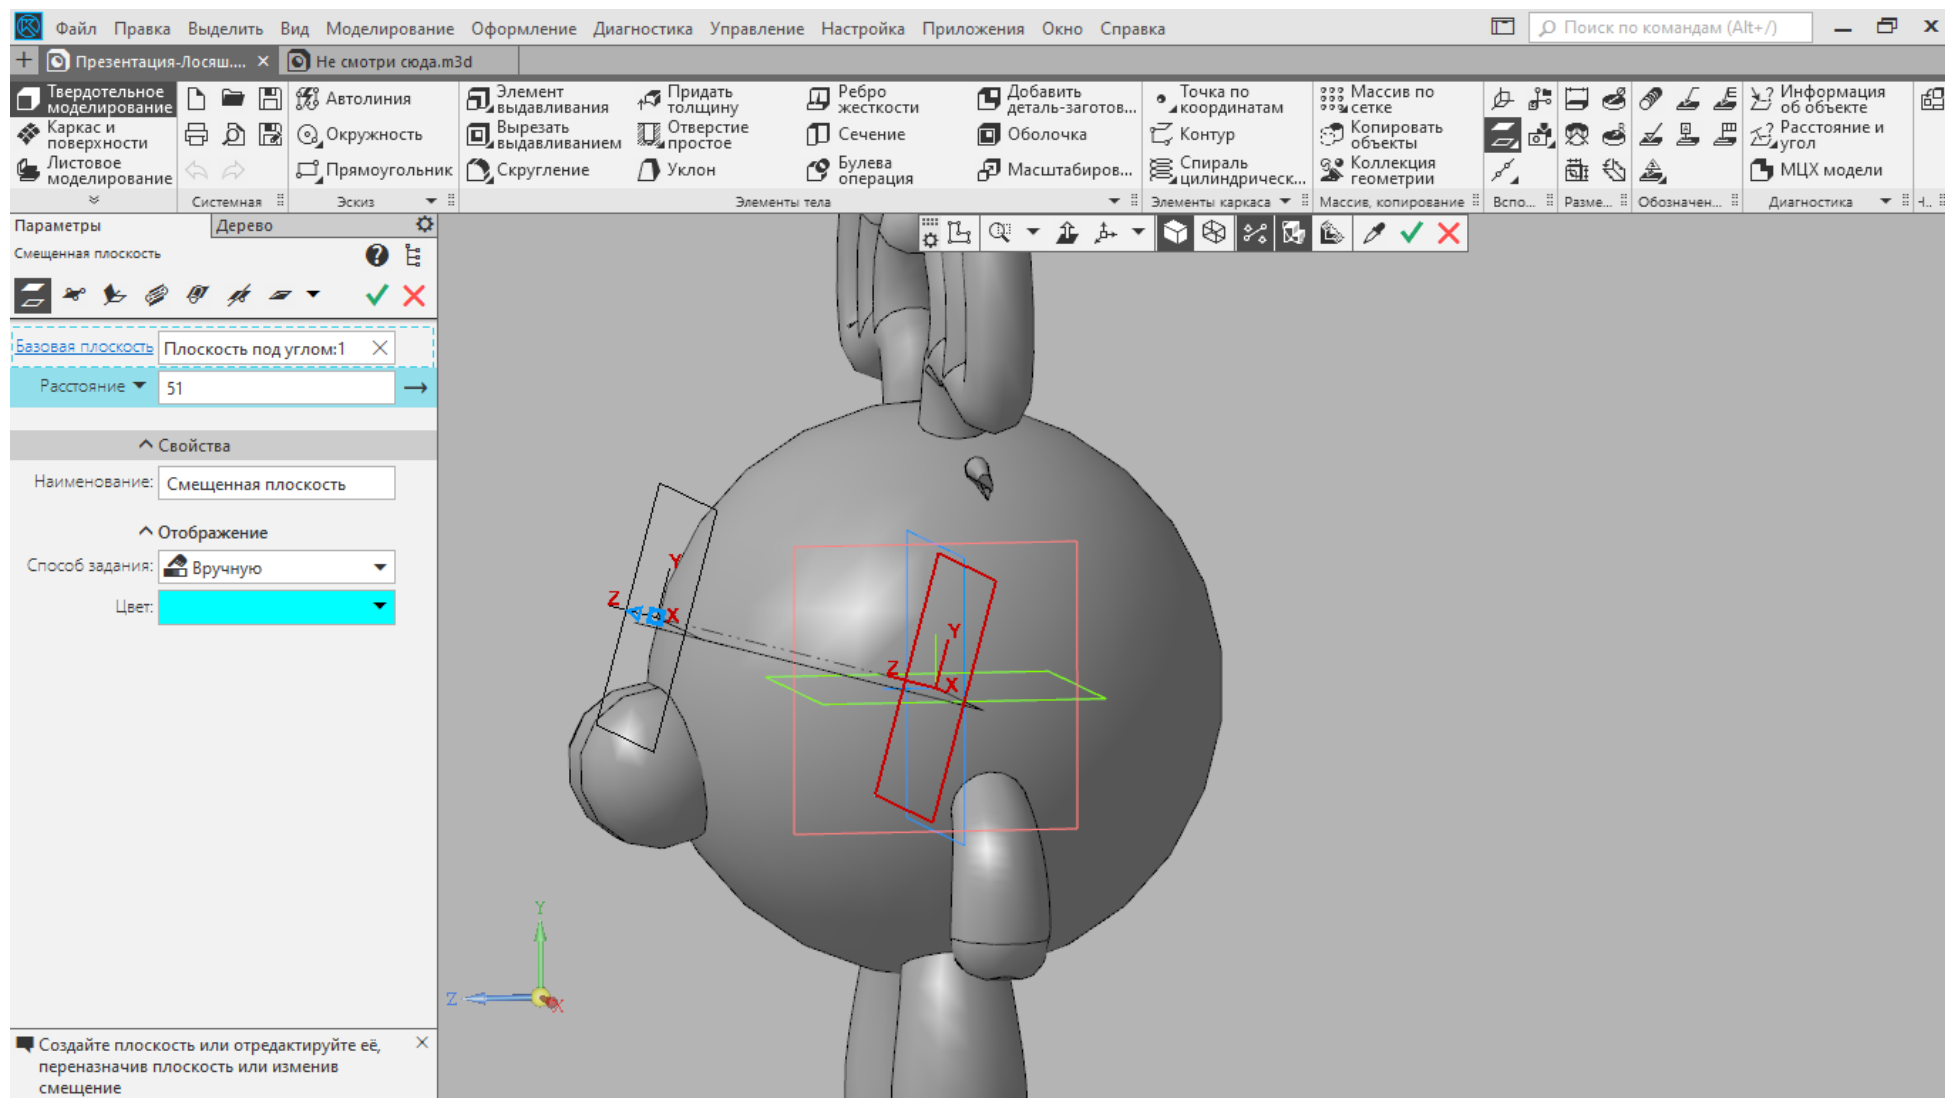 Файл Правка Выделить Вид Моделирование Оформление Диагностика Управление Настройка Приложения Окно Справка Поиск по командам (Alt+/)
Презентация-Лосяш.... Не смотри сюда.m3d
Твердотельное моделирование
Каркас и поверхности
Листовое моделирование
Системная
Автолиния
Окружность
Прямоугольник
Эскиз
Элемент выдавливания
Вырезать выдавливанием
Скругление
Придать толщину
Отверстие простое
Уклон
Ребро жесткости
Сечение
Булева операция
Добавить деталь-заготов...
Оболочка
Масштабиров...
Элементы тела
Точка по координатам
Контур
Спираль цилиндрическ...
Элементы каркаса
Массив по сетке
Копировать объекты
Коллекция геометрии
Массив, копирование
Вспо...
Разме...
Обозначен...
Информация об объекте
Расстояние и угол
МЦХ модели
Диагностика
Параметры Дерево
Смещенная плоскость
Базовая плоскость Плоскость под углом:1
Расстояние 51
Свойства
Наименование: Смещенная плоскость
Отображение
Способ задания: Вручную
Цвет:
Y
Z X
Y
Z X
Y
Z X
Создайте плоскость или отредактируйте её,
переназначив плоскость или изменив
смещение